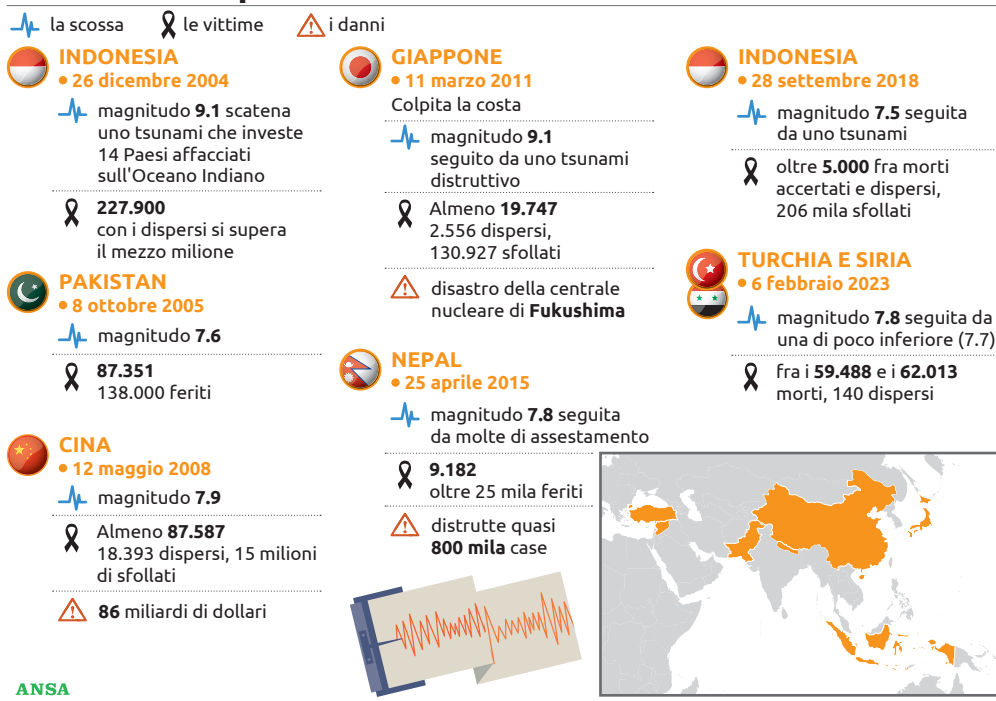 la scossa
le vittime
i danni
INDONESIA
• 26 dicembre 2004
magnitudo 9.1 scatena
uno tsunami che investe
14 Paesi affacciati
sull'Oceano Indiano
227.900
con i dispersi si supera
il mezzo milione
PAKISTAN
• 8 ottobre 2005
magnitudo 7.6
87.351
138.000 feriti
CINA
• 12 maggio 2008
magnitudo 7.9
Almeno 87.587
18.393 dispersi, 15 milioni
di sfollati
86 miliardi di dollari
GIAPPONE
• 11 marzo 2011
Colpita la costa
magnitudo 9.1
seguito da uno tsunami
distruttivo
Almeno 19.747
2.556 dispersi,
130.927 sfollati
disastro della centrale
nucleare di Fukushima
NEPAL
• 25 aprile 2015
magnitudo 7.8 seguita
da molte di assestamento
9.182
oltre 25 mila feriti
distrutte quasi
800 mila case
INDONESIA
• 28 settembre 2018
magnitudo 7.5 seguita
da uno tsunami
oltre 5.000 fra morti
accertati e dispersi,
206 mila sfollati
TURCHIA E SIRIA
• 6 febbraio 2023
magnitudo 7.8 seguita da
una di poco inferiore (7.7)
fra i 59.488 e i 62.013
morti, 140 dispersi
ANSA